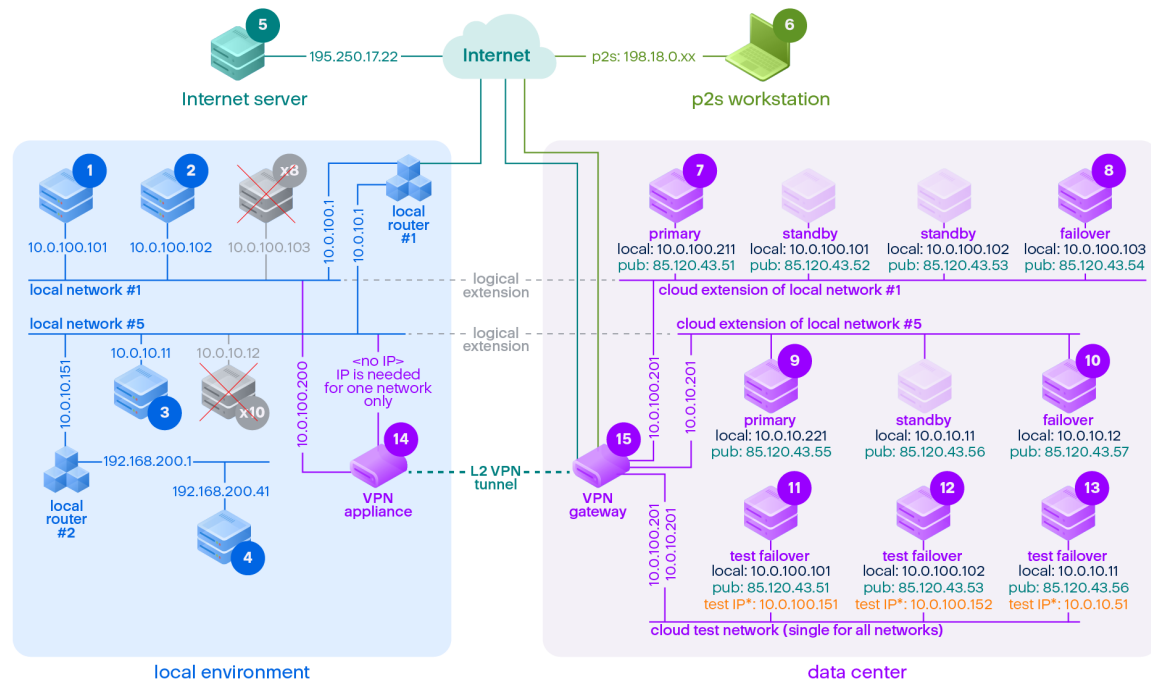 5
6
195.250.17.22
Internet
p2s: 198.18.0.xx
Internet server
p2s workstation
1
2
x8
10.0.100.101
10.0.100.102
10.0.100.103
10.0.100.1
10.0.10.1
local
router
#1
local network #1
logical
extension
local network #5
logical
extension
10.0.10.151
10.0.10.11
10.0.10.12
3
x10
10.0.100.200
<no IP>
IP is needed
for one network
only
14
VPN
appliance
192.168.200.1
192.168.200.41
local
router
#2
4
L2 VPN
tunnel
local environment
7
primary
local: 10.0.100.211
pub: 85.120.43.51
standby
local: 10.0.100.101
pub: 85.120.43.52
standby
local: 10.0.100.102
pub: 85.120.43.53
8
failover
local: 10.0.100.103
pub: 85.120.43.54
cloud extension of local network #1
cloud extension of local network #5
10.0.100.201
10.0.10.201
15
VPN
gateway
9
primary
local: 10.0.10.221
pub: 85.120.43.55
standby
local: 10.0.10.11
pub: 85.120.43.56
10
failover
local: 10.0.10.12
pub: 85.120.43.57
10.0.100.201
10.0.10.201
11
test failover
local: 10.0.100.101
pub: 85.120.43.51
test IP*: 10.0.100.151
12
test failover
local: 10.0.100.102
pub: 85.120.43.53
test IP*: 10.0.100.152
13
test failover
local: 10.0.10.11
pub: 85.120.43.56
test IP*: 10.0.10.51
cloud test network (single for all networks)
data center